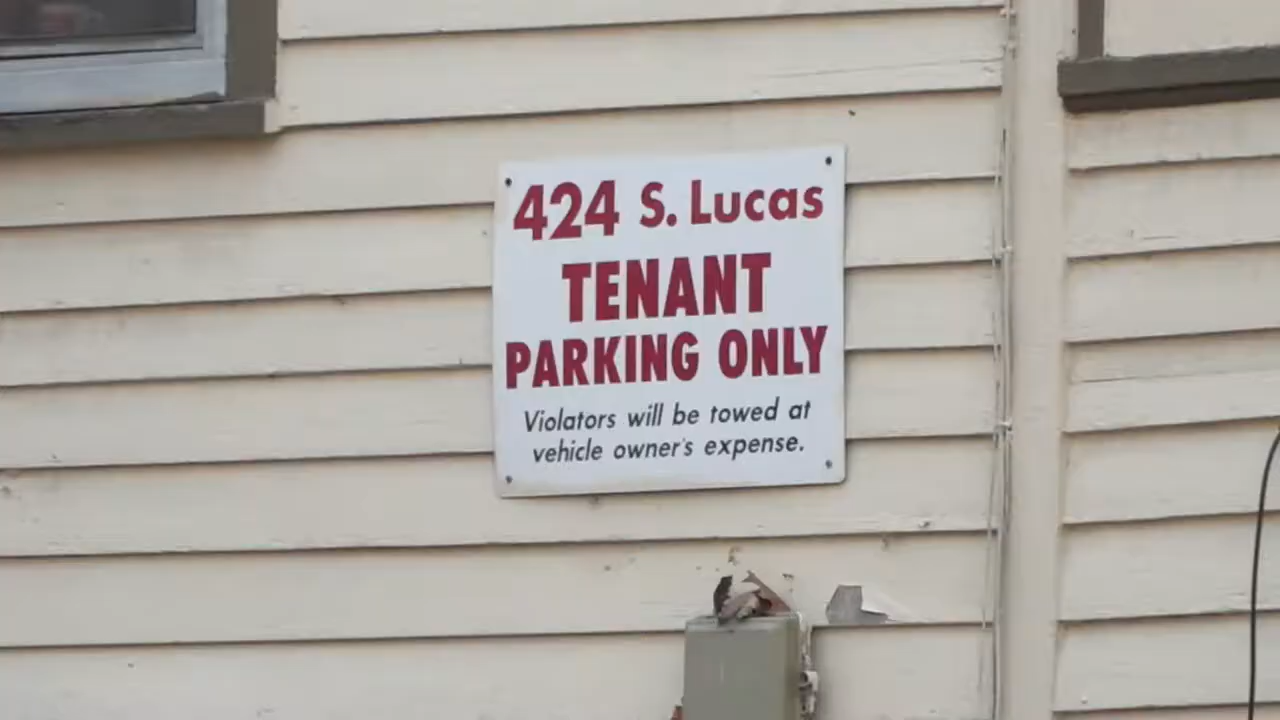 424 S. Lucas
TENANT
PARKING ONLY
Violators will be towed at
vehicle owner's expense.